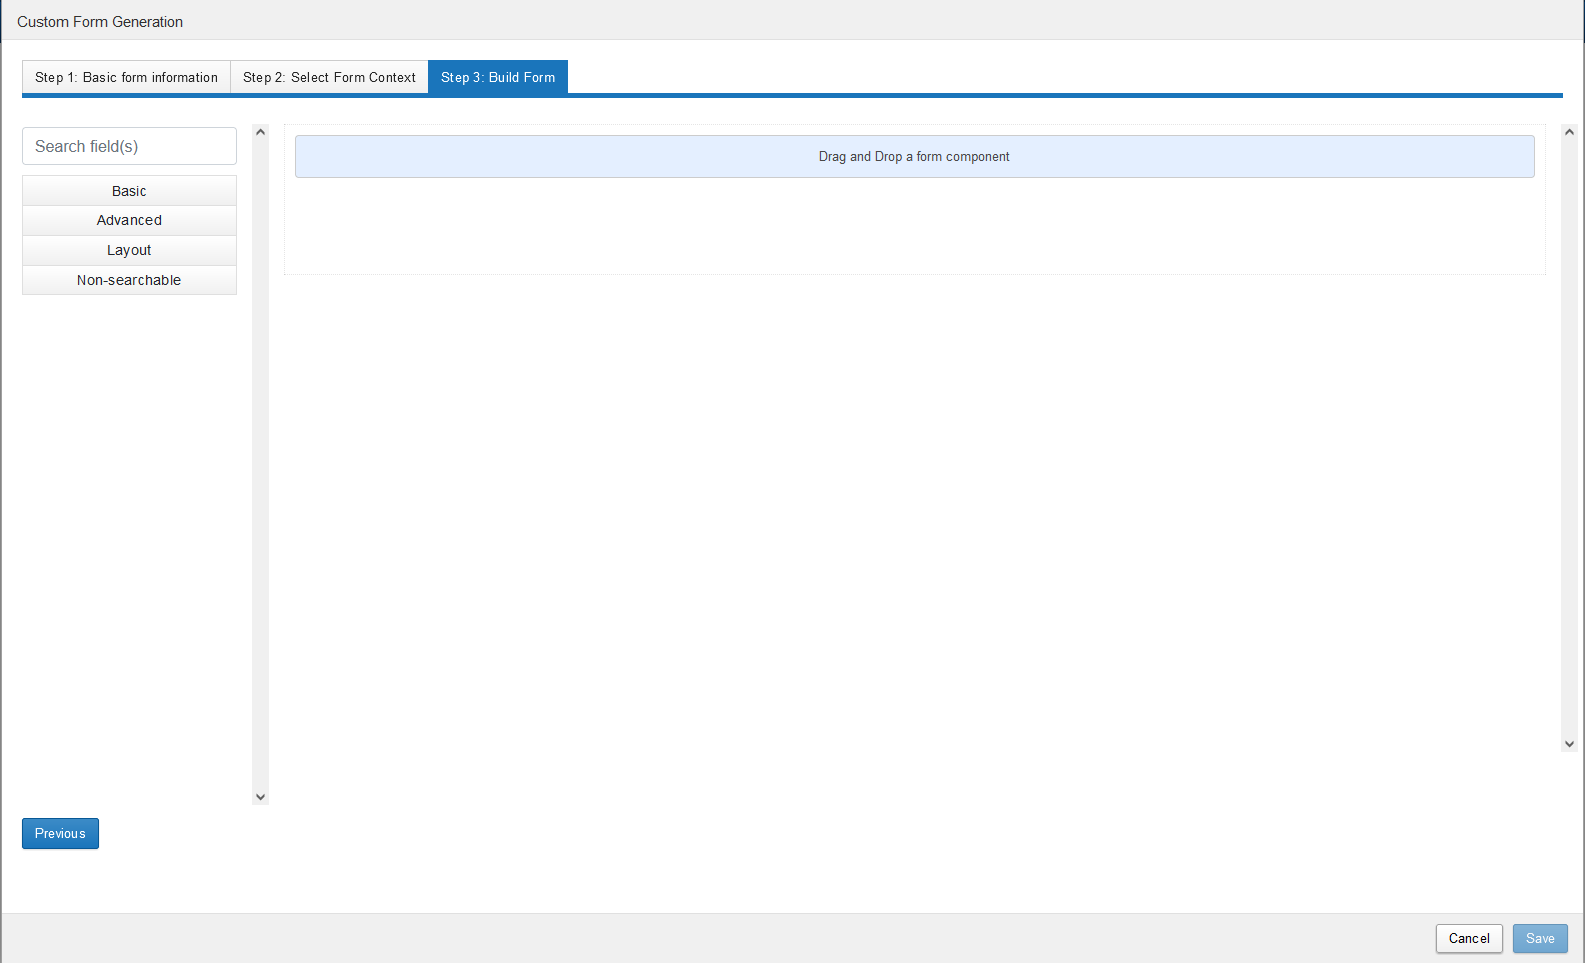 Custom Form Generation
Step 1: Basic form information
Step 2: Select Form Context
Step 3: Build Form
Search field(s)
Basic
Advanced
Layout
Non-searchable
Drag and Drop a form component
Previous
Cancel
Save